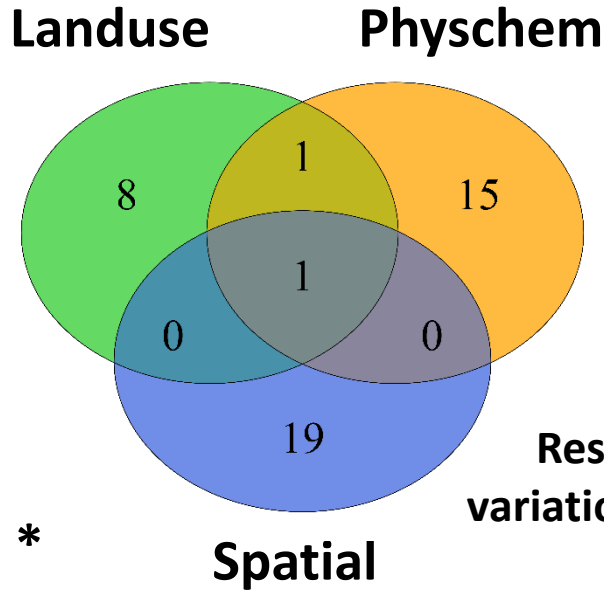 Landuse Physchem
1
8 15
1
0 0
19
Res
variatio
*
Spatial